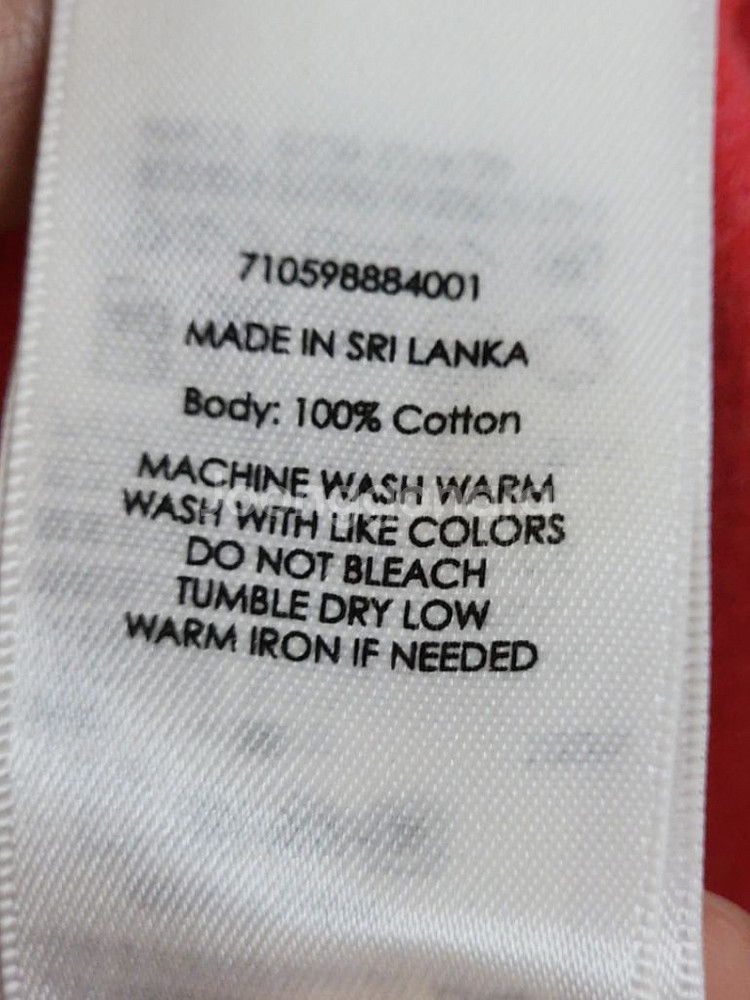 710598884001
MADE IN SRI LANKA
Body: 100% Cotton
MACHINE WASH WARM
WASH WITH LIKE COLORS
DO NOT BLEACH
TUMBLE DRY LOW
WARM IRON IF NEEDED